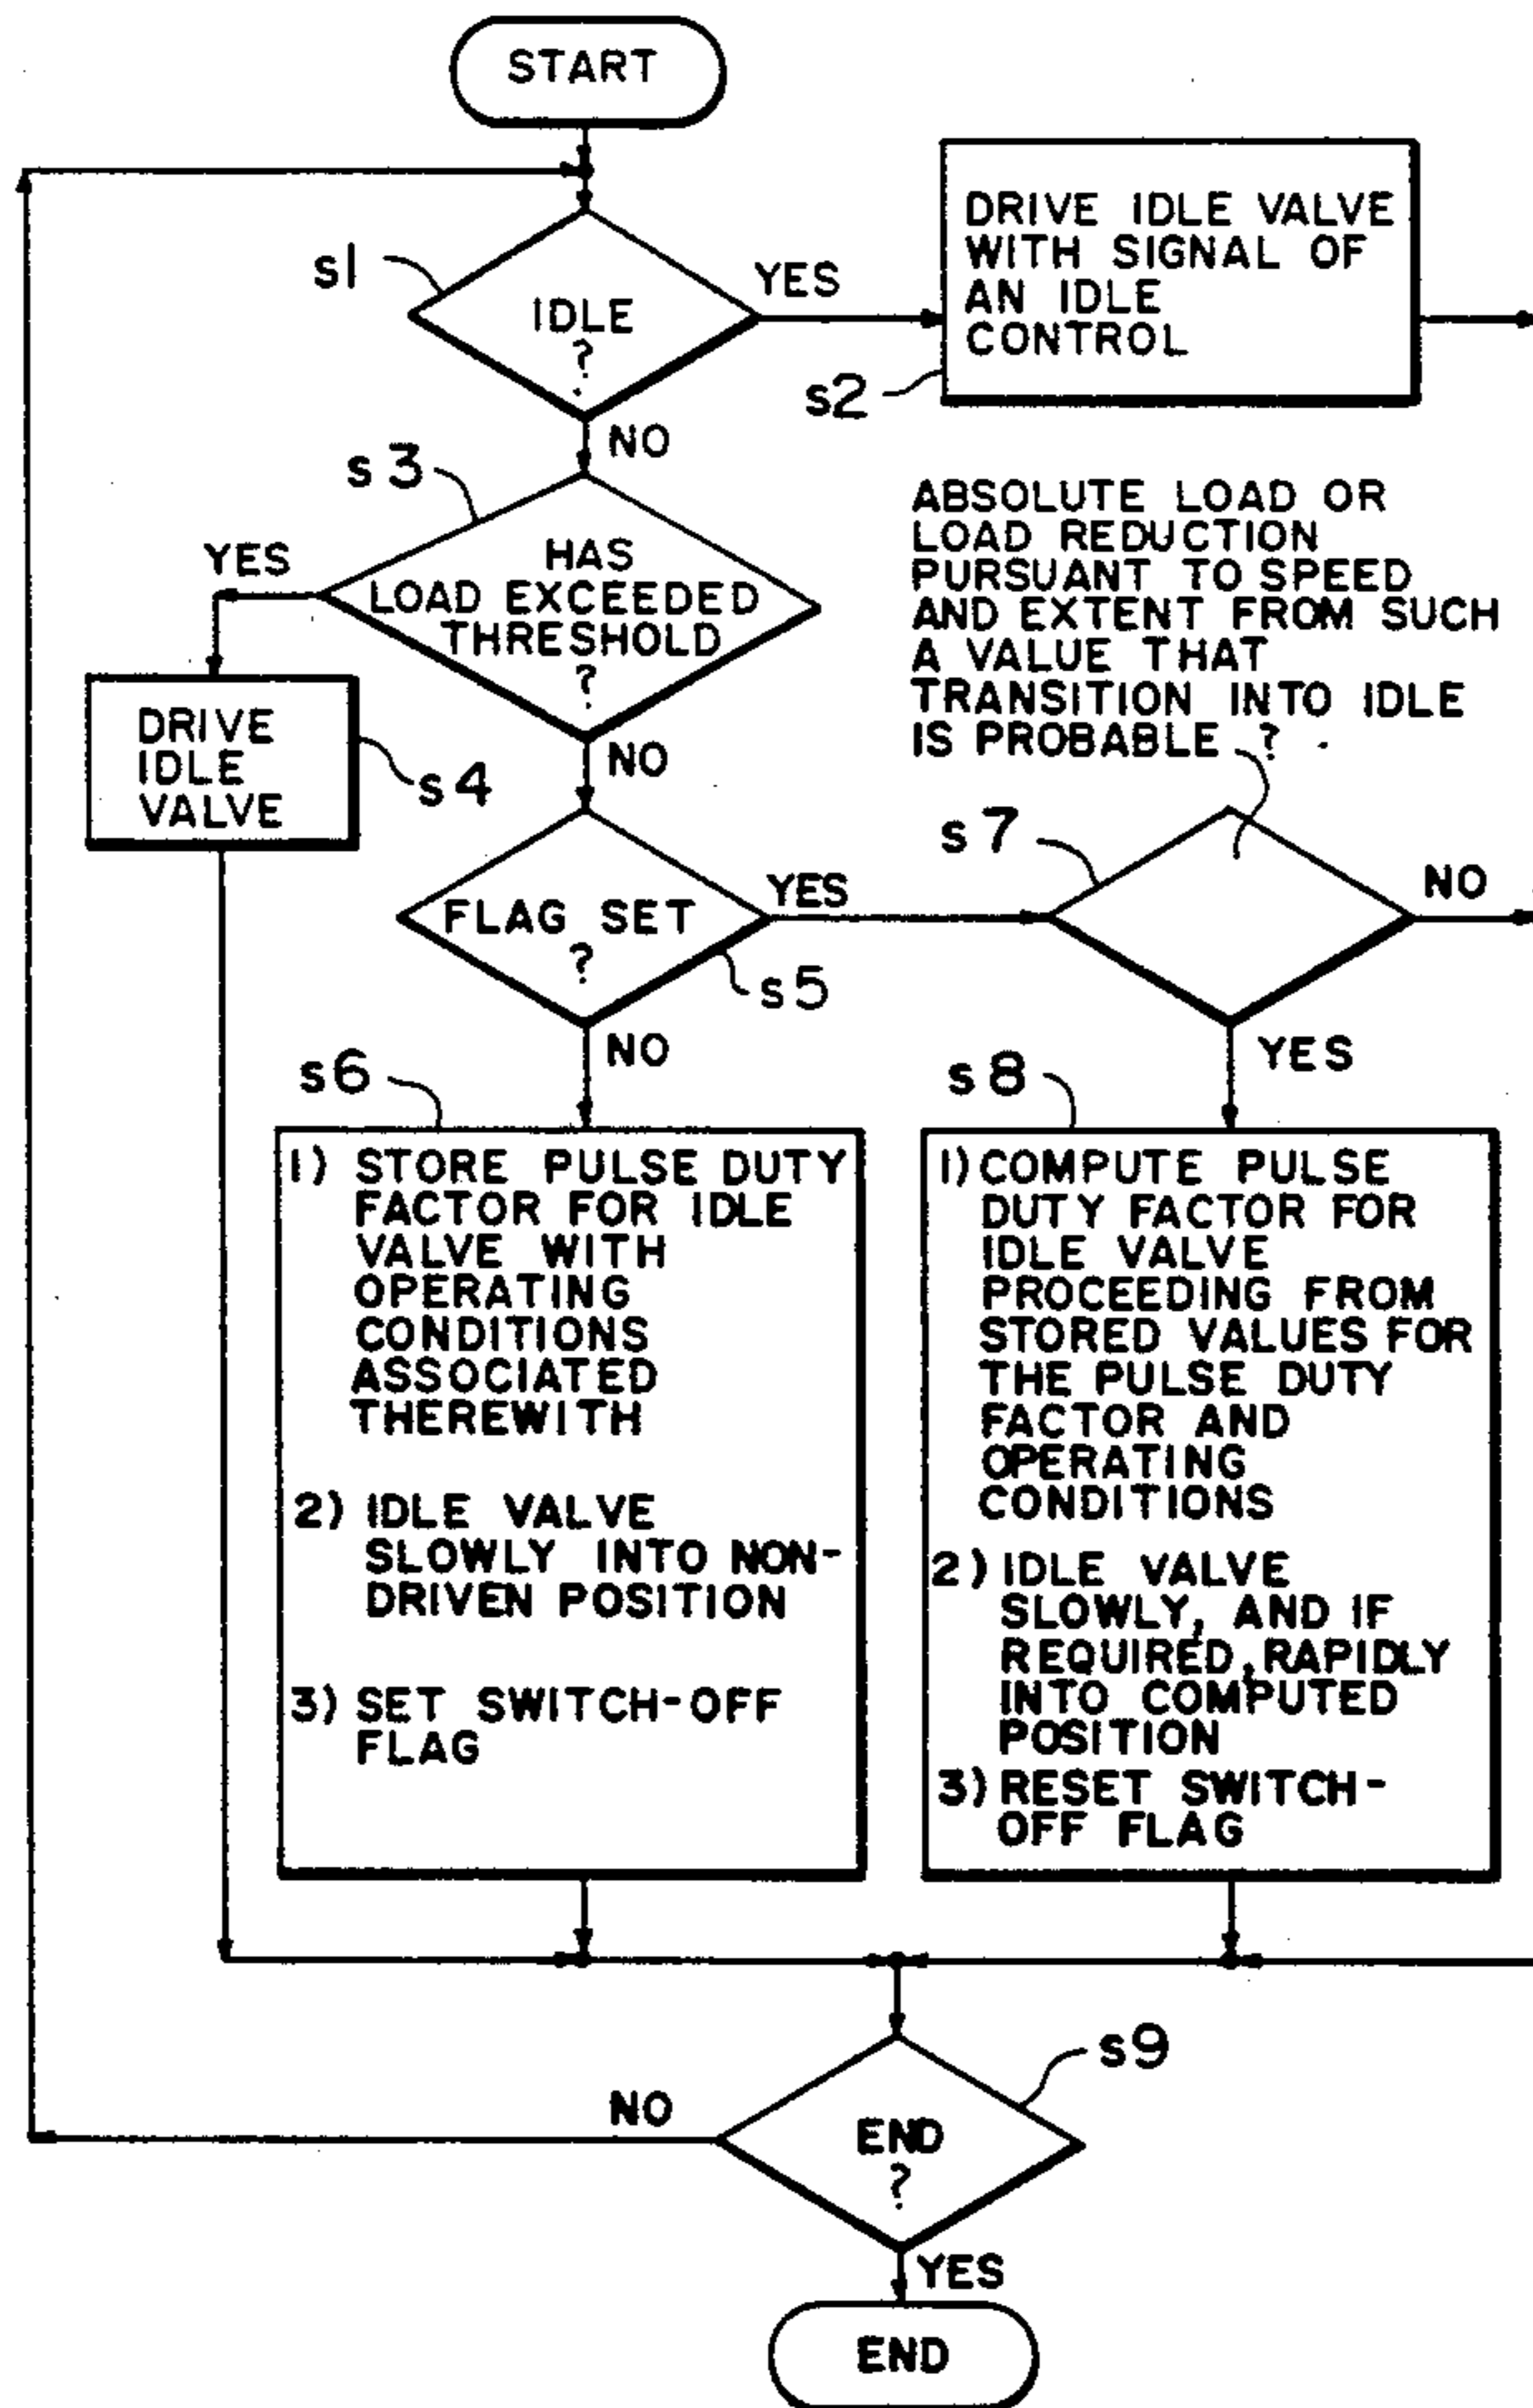 START
s1
IDLE
?
YES
DRIVE IDLE VALVE
WITH SIGNAL OF
AN IDLE
CONTROL
s2
NO
s3
YES
HAS
LOAD EXCEEDED
THRESHOLD
?
DRIVE
IDLE
VALVE
s4
NO
ABSOLUTE LOAD OR
LOAD REDUCTION
PURSUANT TO SPEED
AND EXTENT FROM SUCH
A VALUE THAT
TRANSITION INTO IDLE
IS PROBABLE ?
FLAG SET
?
s5
YES
s7
NO
NO
YES
s6
1) STORE PULSE DUTY
FACTOR FOR IDLE
VALVE WITH
OPERATING
CONDITIONS
ASSOCIATED
THEREWITH
2) IDLE VALVE
SLOWLY INTO NON-
DRIVEN POSITION
3) SET SWITCH-OFF
FLAG
s8
1) COMPUTE PULSE
DUTY FACTOR FOR
IDLE VALVE
PROCEEDING FROM
STORED VALUES FOR
THE PULSE DUTY
FACTOR AND
OPERATING
CONDITIONS
2) IDLE VALVE
SLOWLY, AND IF
REQUIRED, RAPIDLY
INTO COMPUTED
POSITION
3) RESET SWITCH-
OFF FLAG
s9
NO
END
?
YES
END